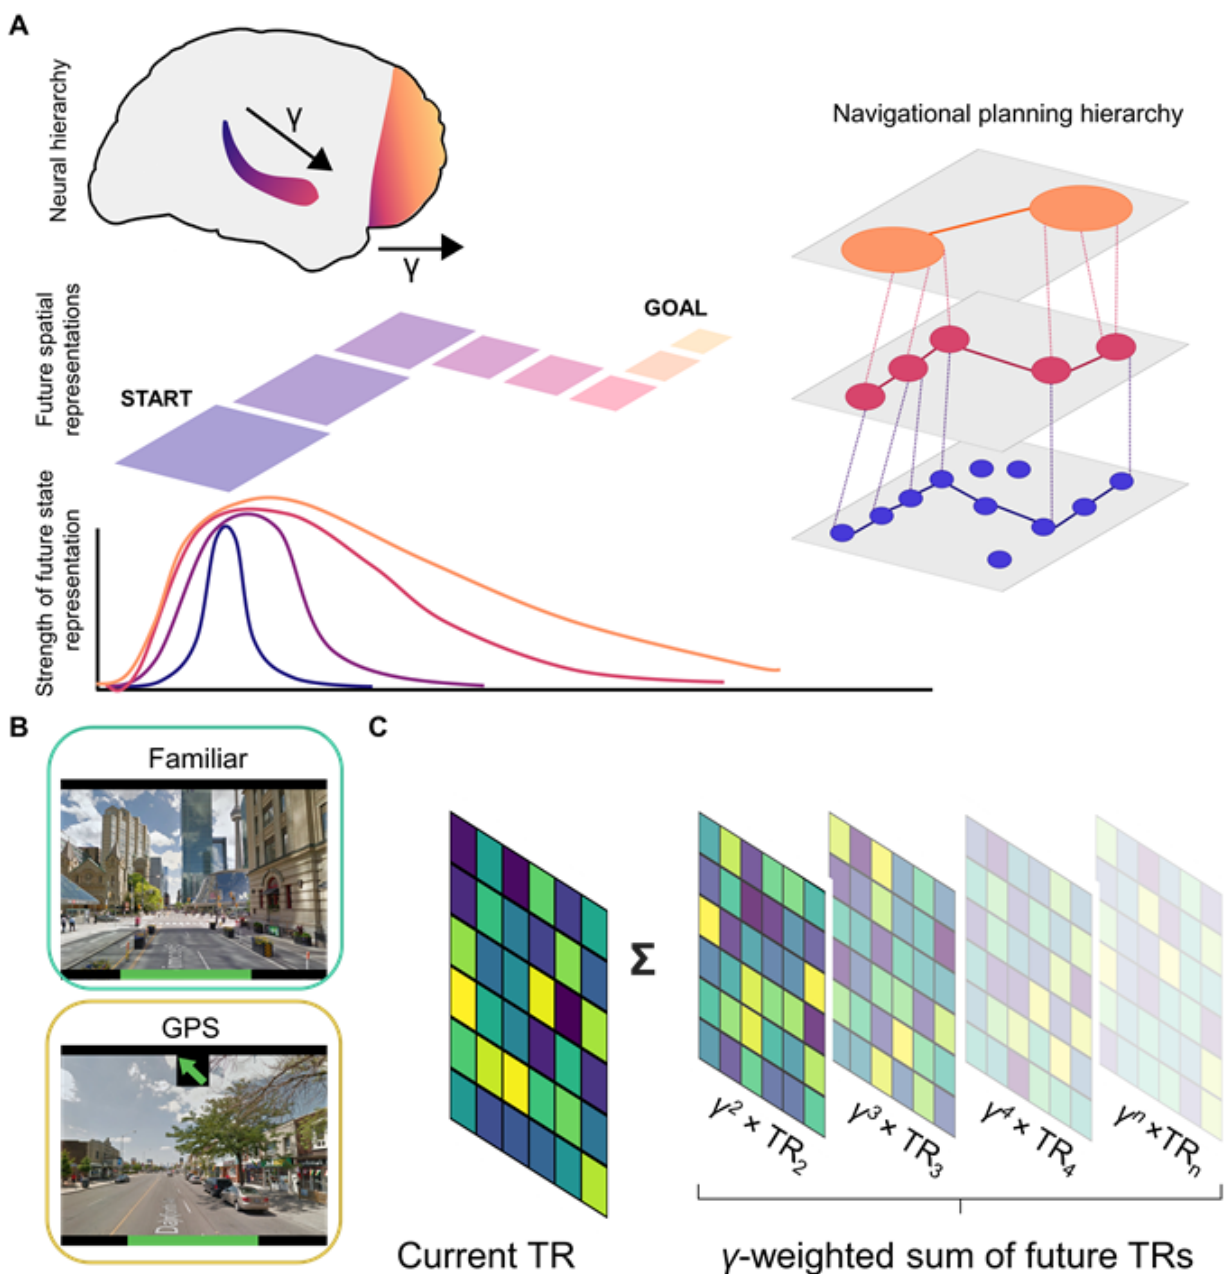 A
Neural hierarchy
γ
γ
Navigational planning hierarchy
Future spatial
representations
START
GOAL
Strength of future state
representation
B
Familiar
GPS
C
Σ
γ² × TR₂
γ³ × TR₃
γ⁴ × TR₄
γⁿ × TRₙ
Current TR
γ-weighted sum of future TRs